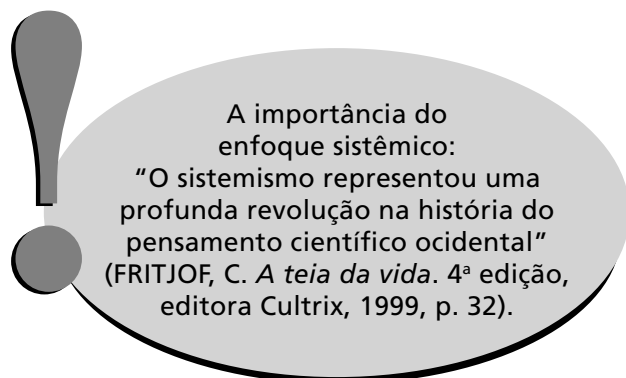 A importância do
enfoque sistêmico:
“O sistemismo representou uma
profunda revolução na história do
pensamento científico ocidental”
(FRITJOF, C. A teia da vida. 4ª edição,
editora Cultrix, 1999, p. 32).